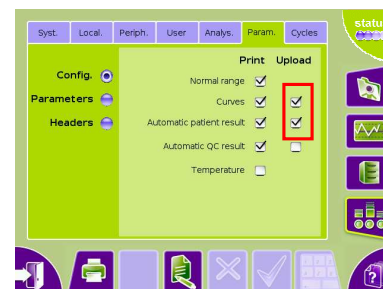 Syst. Local. Periph. User Analys. Param. Cycles
status
Print Upload
Config.
Normal range
Parameters
Curves
Headers
Automatic patient result
Automatic QC result
Temperature
?